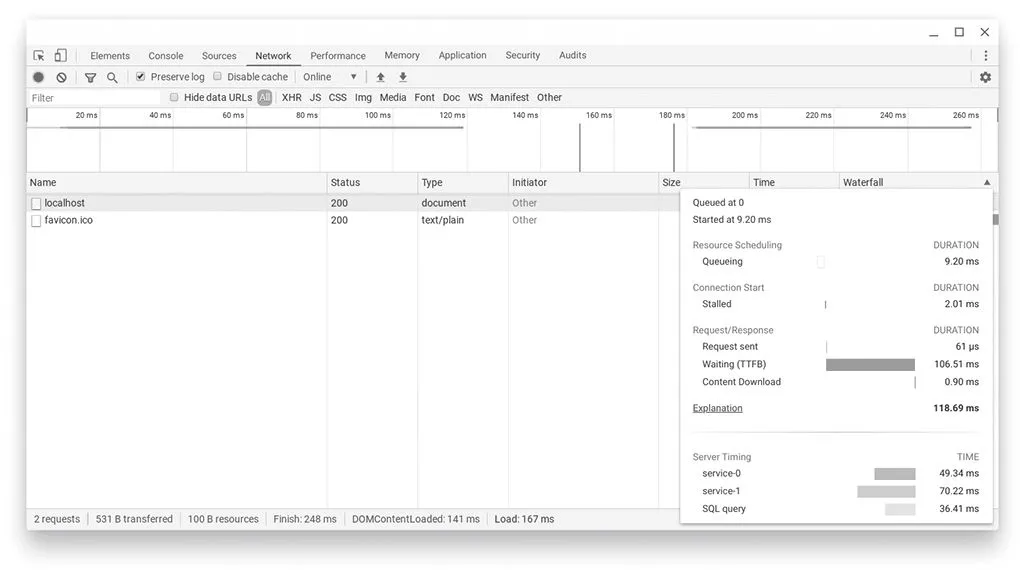 Elements Console Sources Network Performance Memory Application Security Audits
Preserve log Disable cache Online
Filter Hide data URLs All XHR JS CSS Img Media Font Doc WS Manifest Other
20 ms 40 ms 60 ms 80 ms 100 ms 120 ms 140 ms 160 ms 180 ms 200 ms 220 ms 240 ms 260 ms
Name Status Type Initiator Size Time Waterfall
localhost 200 document Other
favicon.ico 200 text/plain Other
Queued at 0
Started at 9.20 ms
Resource Scheduling DURATION
Queueing 9.20 ms
Connection Start DURATION
Stalled 2.01 ms
Request/Response DURATION
Request sent 61 μs
Waiting (TTFB) 106.51 ms
Content Download 0.90 ms
Explanation 118.69 ms
Server Timing TIME
service-0 49.34 ms
service-1 70.22 ms
SQL query 36.41 ms
2 requests 531 B transferred 100 B resources Finish: 248 ms DOMContentLoaded: 141 ms Load: 167 ms